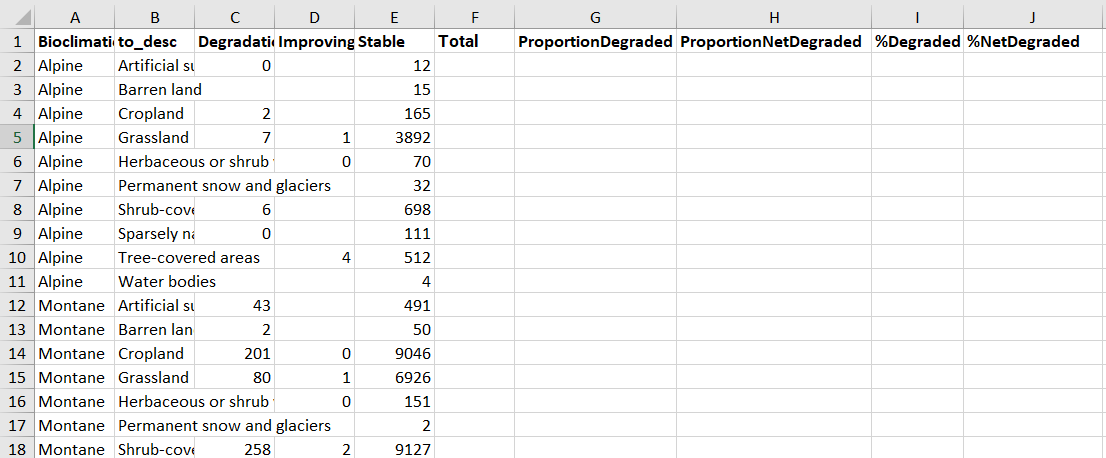 A B C D E F G H I J
1 Bioclimati to_desc Degradati Improving Stable Total ProportionDegraded ProportionNetDegraded %Degraded %NetDegraded
2 Alpine Artificial su 0 12
3 Alpine Barren land 15
4 Alpine Cropland 2 165
5 Alpine Grassland 7 1 3892
6 Alpine Herbaceous or shrub 0 70
7 Alpine Permanent snow and glaciers 32
8 Alpine Shrub-cove 6 698
9 Alpine Sparsely na 0 111
10 Alpine Tree-covered areas 4 512
11 Alpine Water bodies 4
12 Montane Artificial su 43 491
13 Montane Barren lan 2 50
14 Montane Cropland 201 0 9046
15 Montane Grassland 80 1 6926
16 Montane Herbaceous or shrub 0 151
17 Montane Permanent snow and glaciers 2
18 Montane Shrub-cove 258 2 9127